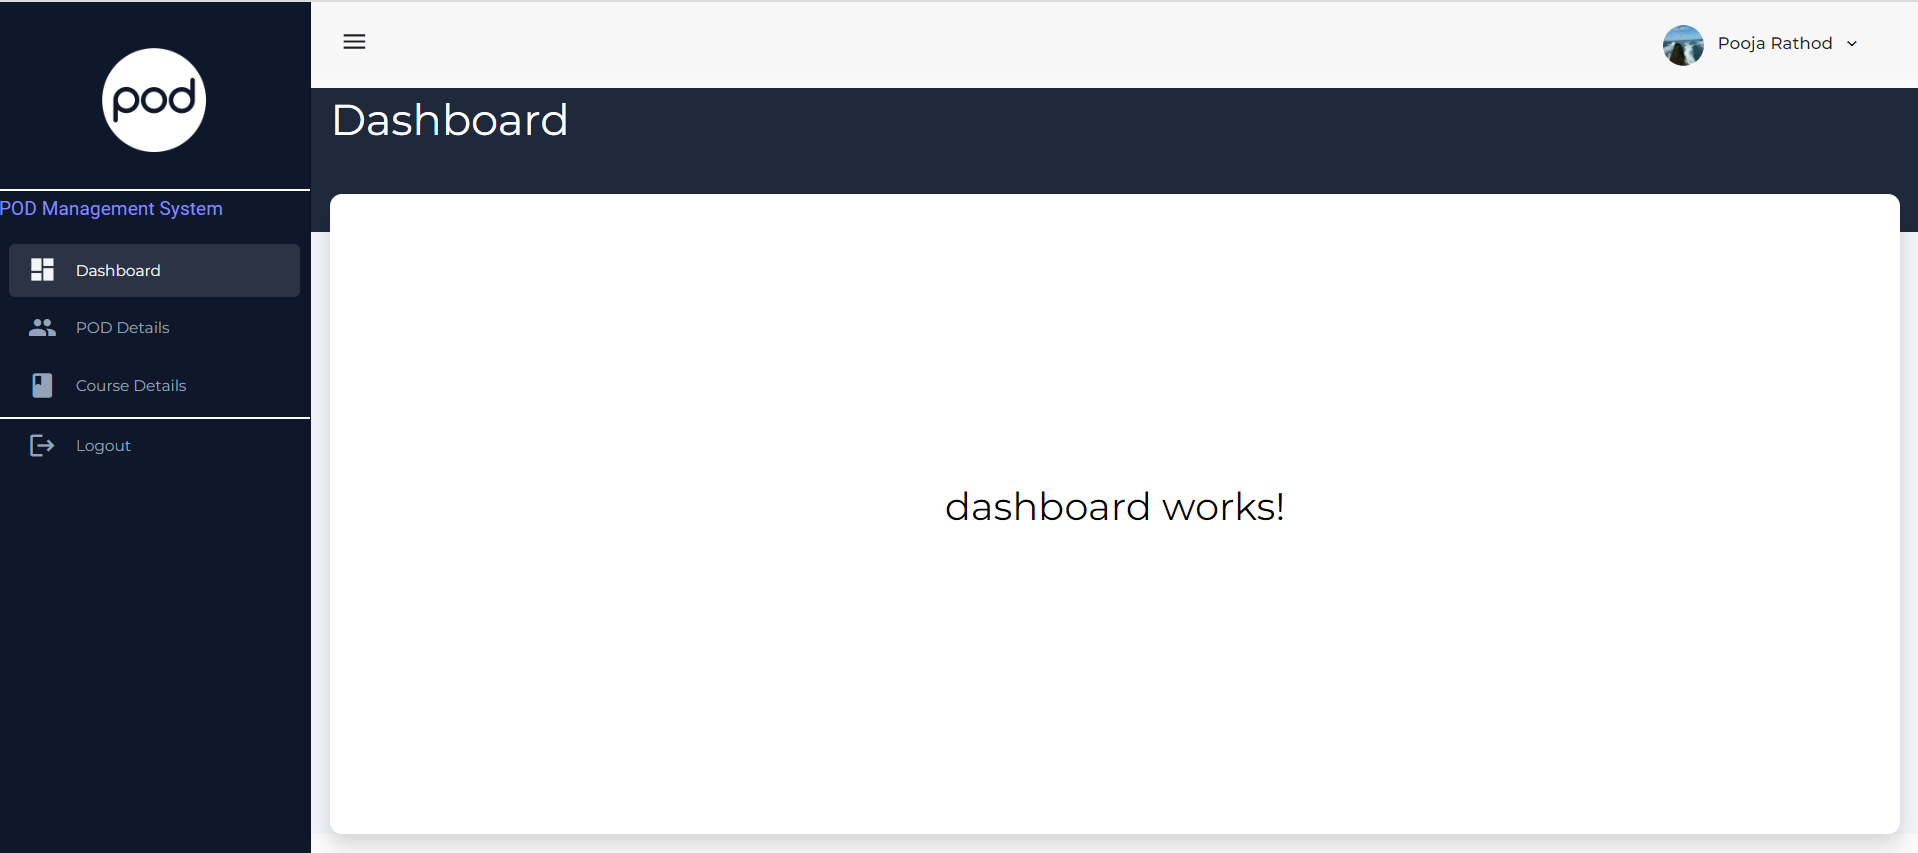 pod
POD Management System
Dashboard
POD Details
Course Details
Logout
Pooja Rathod
Dashboard
dashboard works!